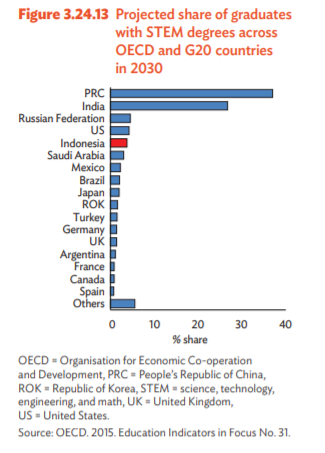 Figure 3.24.13 Projected share of graduates
with STEM degrees across
OECD and G20 countries
in 2030
PRC
India
Russian Federation
US
Indonesia
Saudi Arabia
Mexico
Brazil
Japan
ROK
Turkey
Germany
UK
Argentina
France
Canada
Spain
Others
0 10 20 30 40
% share
OECD = Organisation for Economic Co-operation
and Development, PRC = People's Republic of China,
ROK = Republic of Korea, STEM = science, technology,
engineering, and math, UK = United Kingdom,
US = United States.
Source: OECD. 2015. Education Indicators in Focus No. 31.